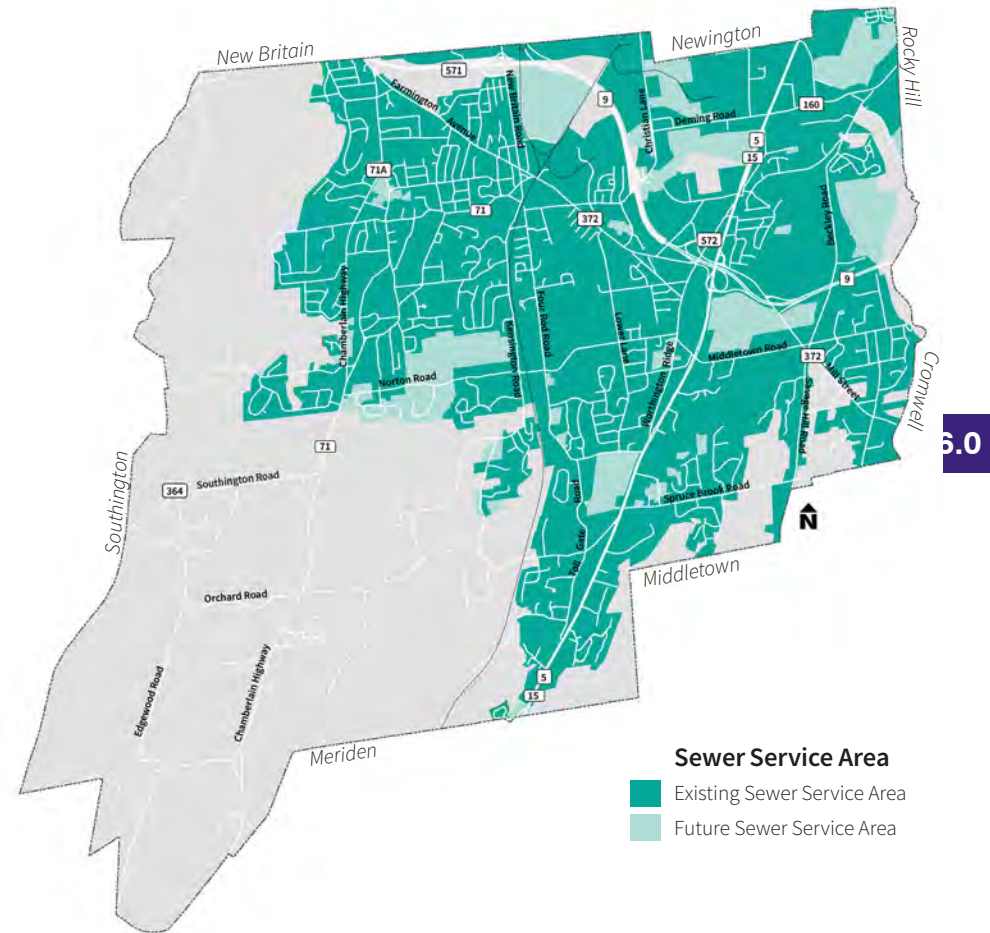 New Britain
Newington
Rocky Hill
571
Farmington
Avenue
New Britain Road
9
Christian Lane
160
Deming Road
5
15
71A
71
372
Beckley Road
572
9
Chamberlain Highway
Four Rod Road
Kensington Road
Lower Lane
Worthington Ridge
Middletown Road
372
Mill Street
Cromwell
Norton Road
Savage Hill Road
6.0
71
Southington
364
Southington Road
Spruce Brook Road
Toll Gate Road
N
Middletown
Orchard Road
Edgewood Road
Chamberlain Highway
5
15
Meriden
Sewer Service Area
Existing Sewer Service Area
Future Sewer Service Area